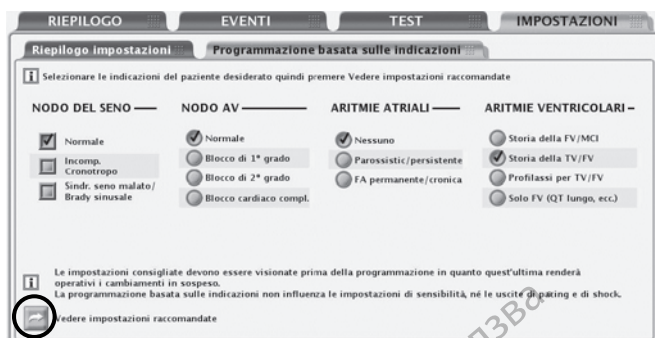 RIEPILOGO EVENTI TEST IMPOSTAZIONI
Riepilogo impostazioni Programmazione basata sulle indicazioni
i Selezionare le indicazioni del paziente desiderato quindi premere Vedere impostazioni raccomandate
NODO DEL SENO NODO AV ARITMIE ATRIALI ARITMIE VENTRICOLARI
Normale Normale Nessuno Storia della FV/MCI
Incomp. Cronotropo Blocco di 1° grado Parossistic/persistente Storia della TV/FV
Sindr. seno malato/ Blocco di 2° grado FA permanente/cronica Profilassi per TV/FV
Brady sinusale Blocco cardiaco compl. Solo FV (QT lungo, ecc.)
Le impostazioni consigliate devono essere visionate prima della programmazione in quanto quest'ultima renderà
i operativi i cambiamenti in sospeso.
La programmazione basata sulle indicazioni non influenza le impostazioni di sensibilità, né le uscite di pacing e di shock.
Vedere impostazioni raccomandate